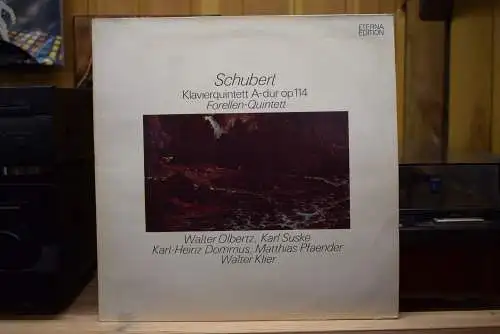 ETERNA
EDITION
Schubert
Klavierquintett A-dur op.114
Forellen-Quintett
Walter Olbertz, Karl Suske
Karl-Heinz Dommus, Matthias Pfaender
Walter Klier